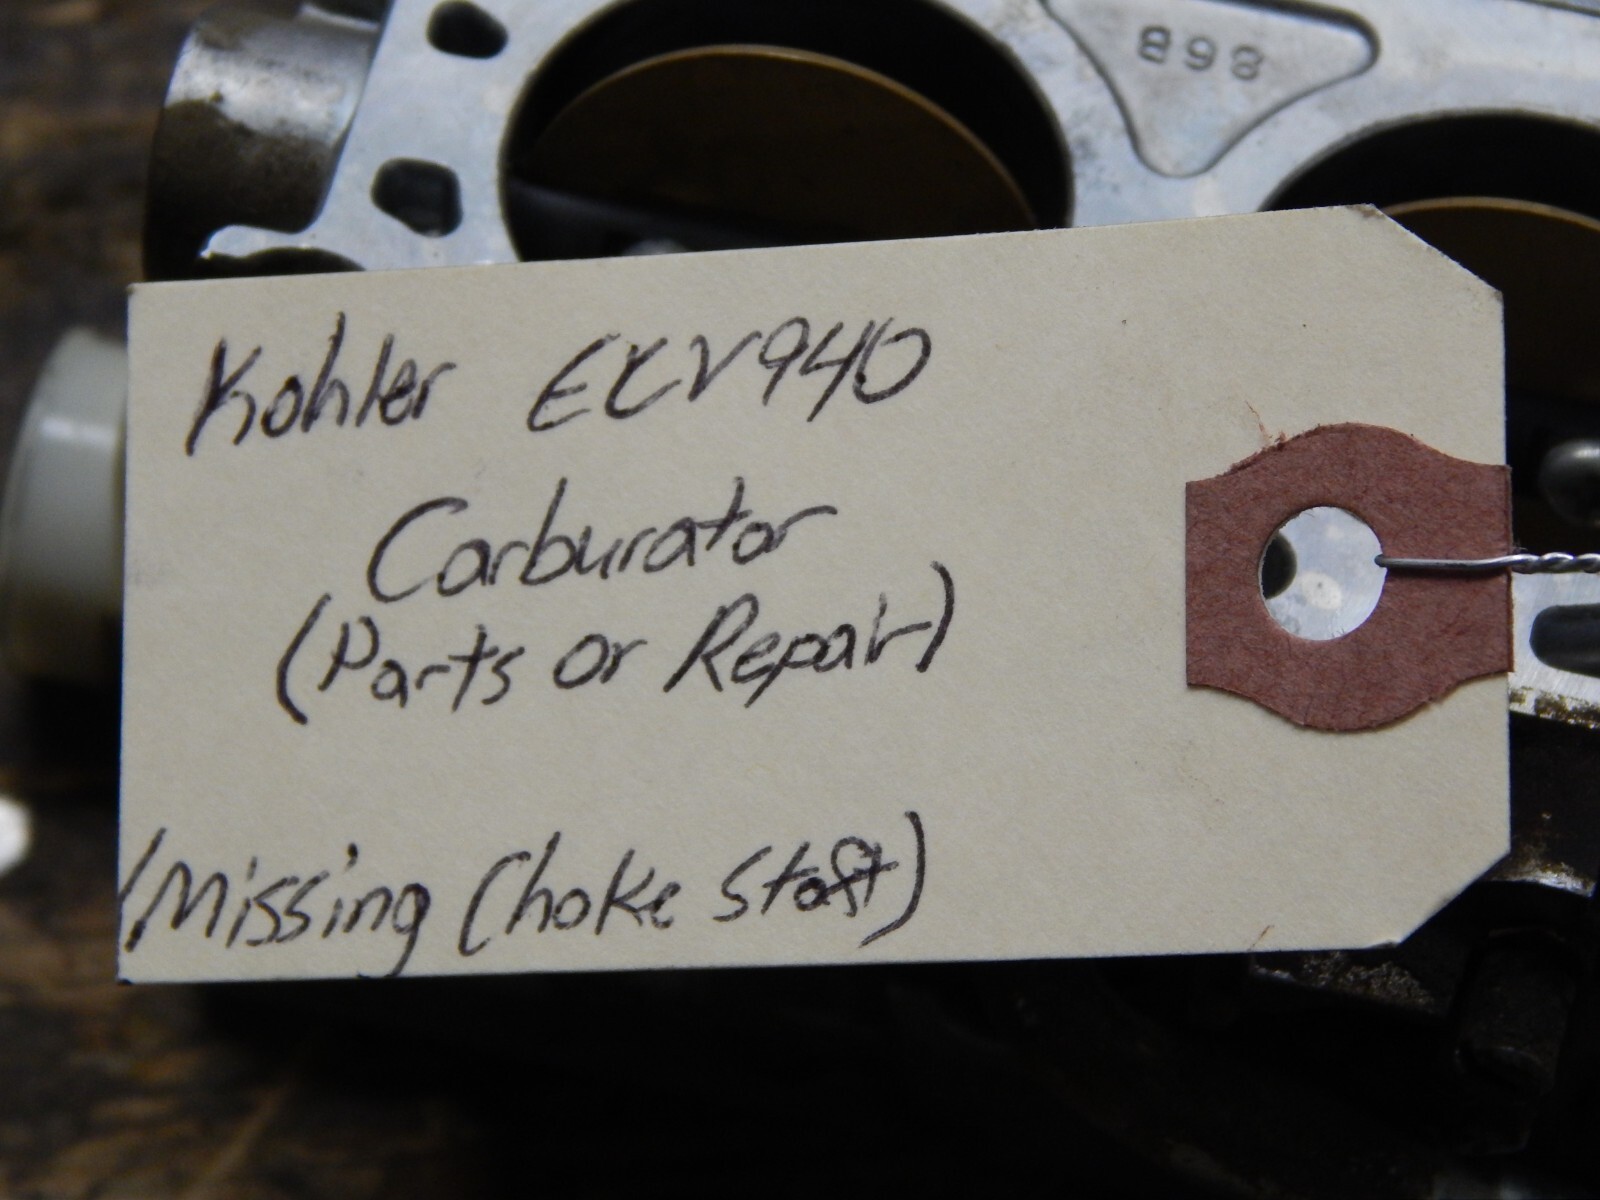 898
Kohler ECV940
Carburator
(Parts or Repair)
(Missing Choke Staft)